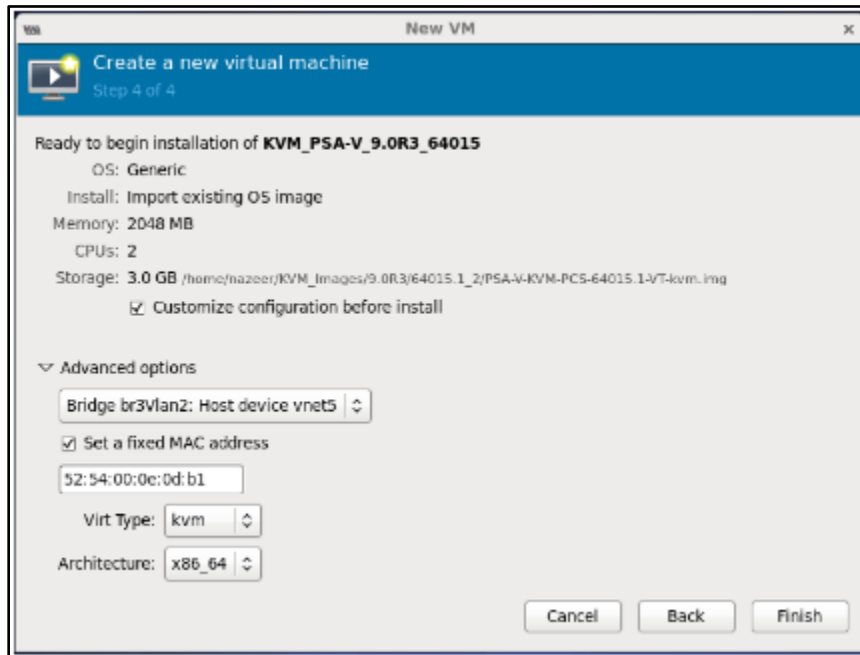 New VM
Create a new virtual machine
Step 4 of 4
Ready to begin installation of KVM_PSA-V_9.0R3_64015
OS: Generic
Install: Import existing OS image
Memory: 2048 MB
CPUs: 2
Storage: 3.0 GB /home/nazeer/KVM_Images/9.0R3/64015.1_2/PSA-V-KVM-PCS-64015.1-VT-kvm.img
Customize configuration before install
Advanced options
Bridge br3Vlan2: Host device vnet5
Set a fixed MAC address
52:54:00:0e:0d:b1
Virt Type: kvm
Architecture: x86_64
Cancel Back Finish